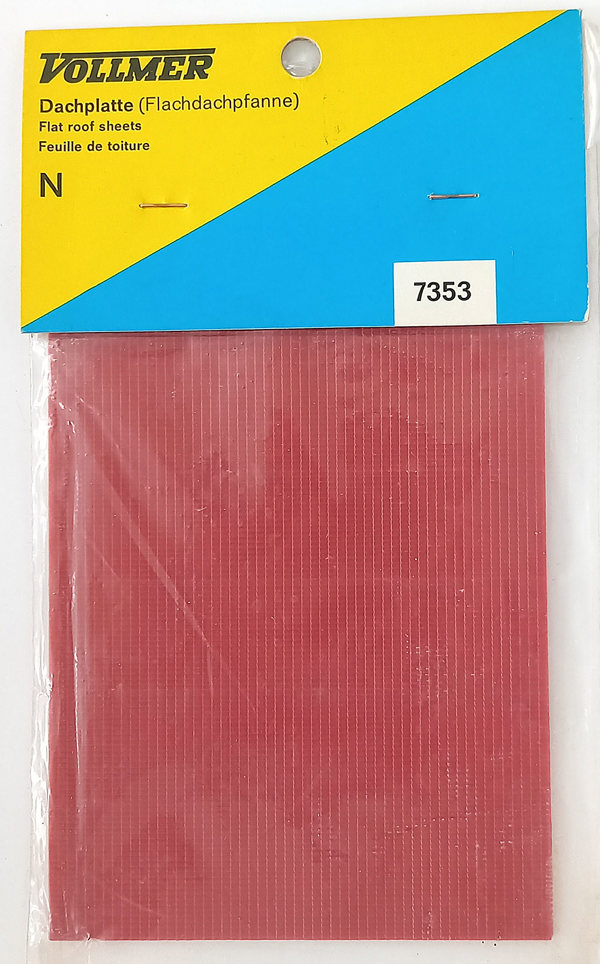 VOLLMER
Dachplatte (Flachdachpfanne)
Flat roof sheets
Feuille de toiture
N
7353